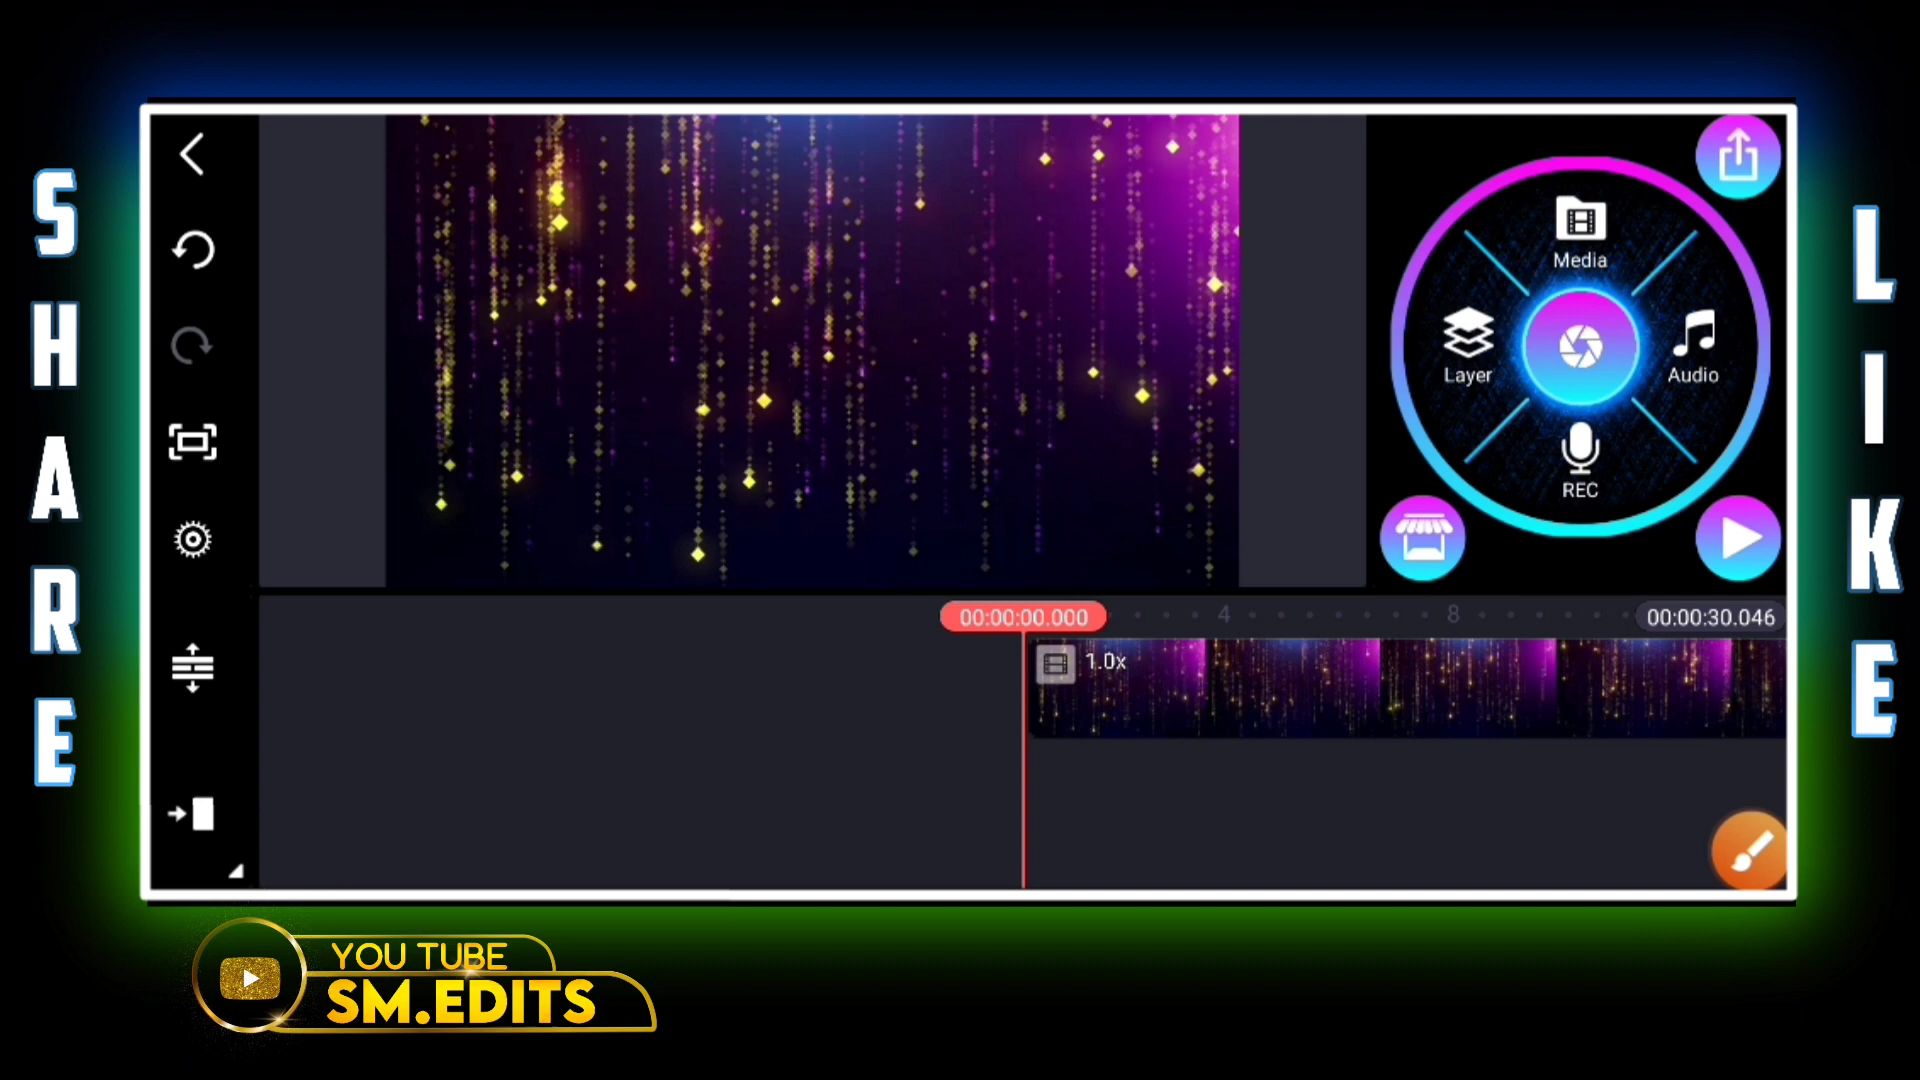 SHARE
Media
Layer
Audio
REC
00:00:00.000
4
8
00:00:30.046
1.0x
LIKE
YOU TUBE
SM.EDITS